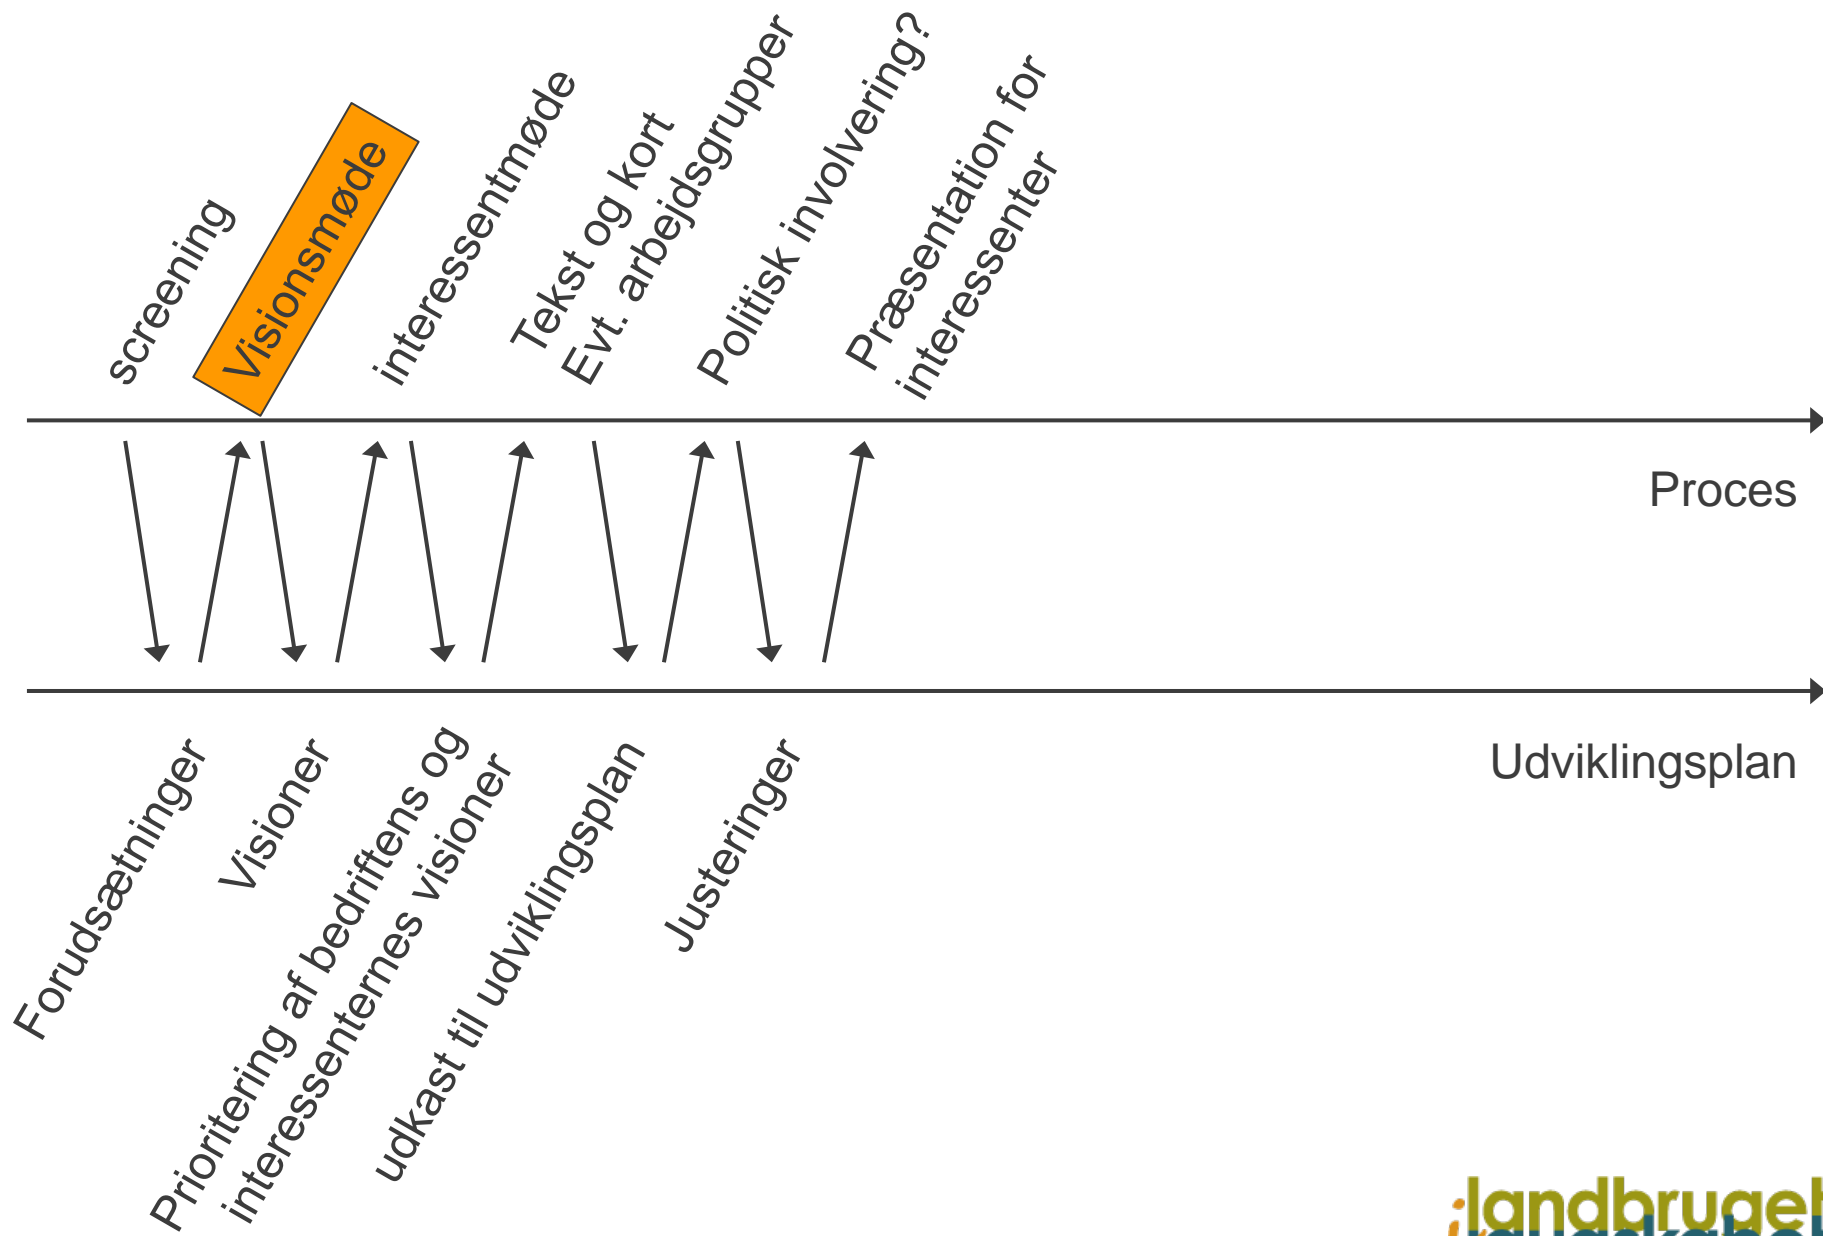 screening
Visionsmøde
interessentmøde
Tekst og kort
Evt. arbejdsgrupper
Politisk involvering?
Præsentation for
interessenter
Proces
Udviklingsplan
Forudsætninger
Visioner
Prioritering af bedriftens og
interessenternes visioner
udkast til udviklingsplan
Justeringer